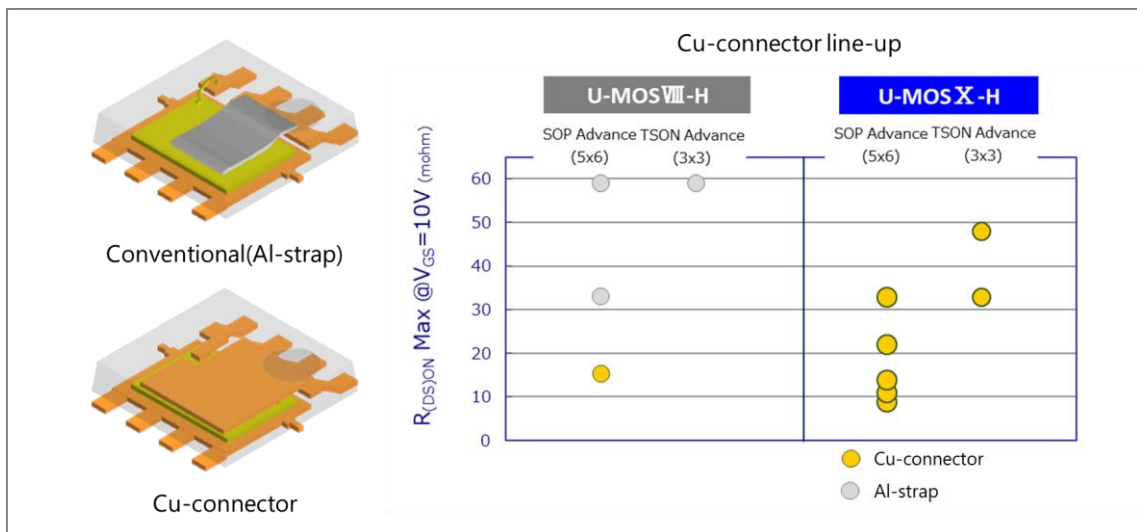 Conventional(Al-strap)
Cu-connector
Cu-connector line-up
U-MOSⅧ-H
U-MOSⅩ-H
SOP Advance TSON Advance
(5x6) (3x3)
SOP Advance TSON Advance
(5x6) (3x3)
R(DS)ON Max @VGS=10V (mohm)
60
50
40
30
20
10
0
Cu-connector
Al-strap